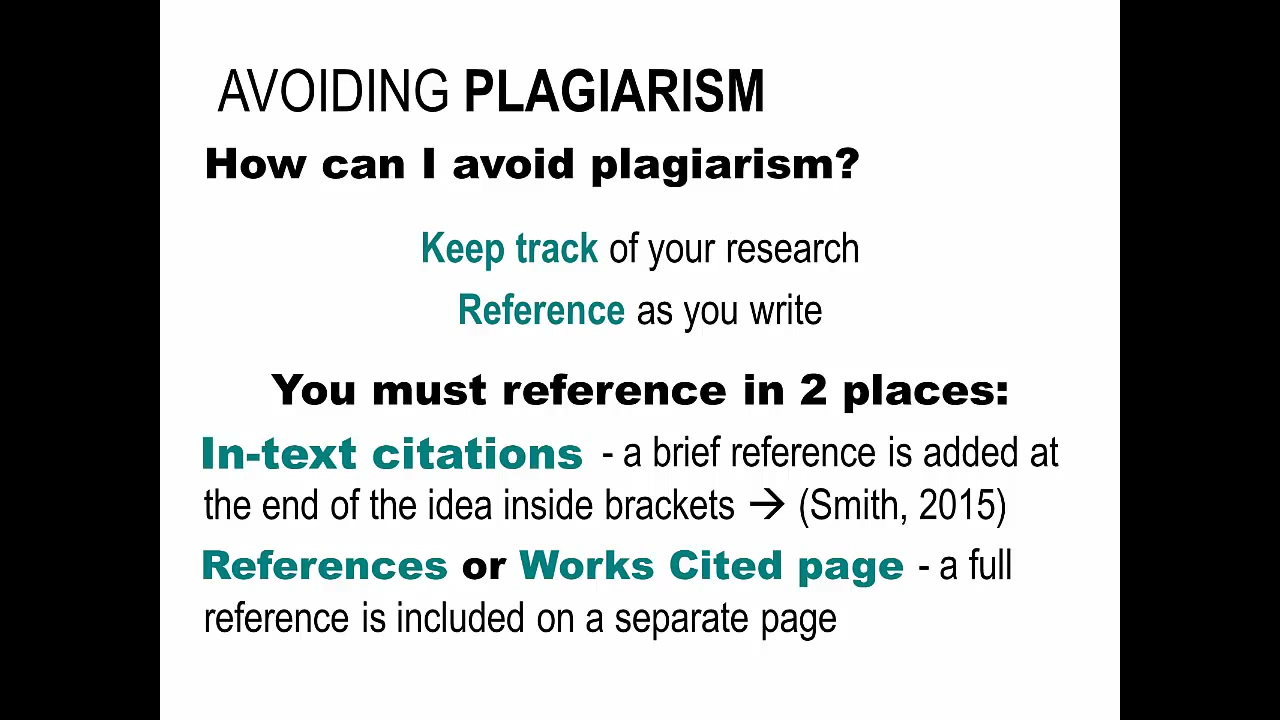 AVOIDING PLAGIARISM
How can I avoid plagiarism?
Keep track of your research
Reference as you write
You must reference in 2 places:
In-text citations - a brief reference is added at
the end of the idea inside brackets → (Smith, 2015)
References or Works Cited page - a full
reference is included on a separate page